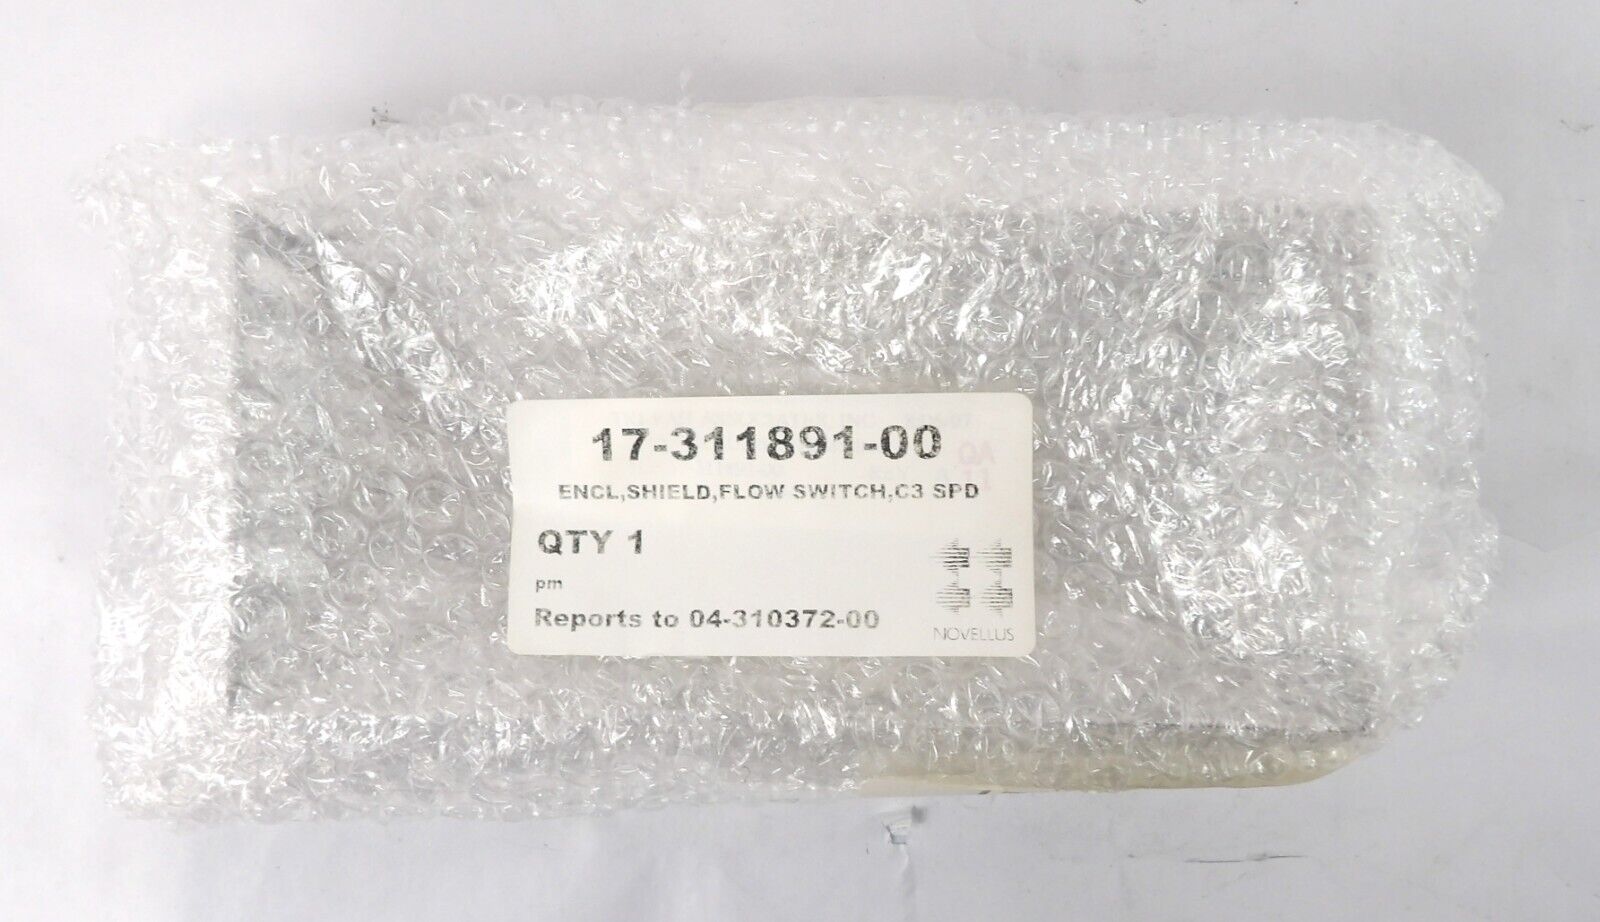 17-311891-00
ENCL,SHIELD,FLOW SWITCH,C3 SPD
QTY 1
pm
Reports to 04-310372-00
NOVELLUS